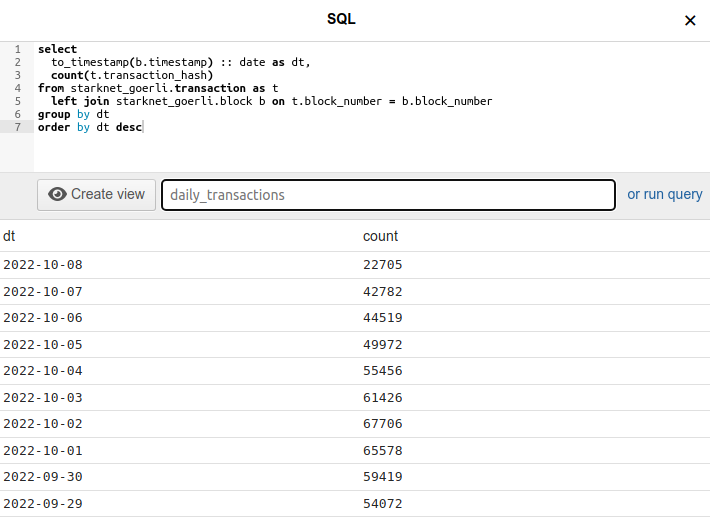 SQL ×
1 select
2 to_timestamp(b.timestamp) :: date as dt,
3 count(t.transaction_hash)
4 from starknet_goerli.transaction as t
5 left join starknet_goerli.block b on t.block_number = b.block_number
6 group by dt
7 order by dt desc
Create view daily_transactions or run query
dt count
2022-10-08 22705
2022-10-07 42782
2022-10-06 44519
2022-10-05 49972
2022-10-04 55456
2022-10-03 61426
2022-10-02 67706
2022-10-01 65578
2022-09-30 59419
2022-09-29 54072